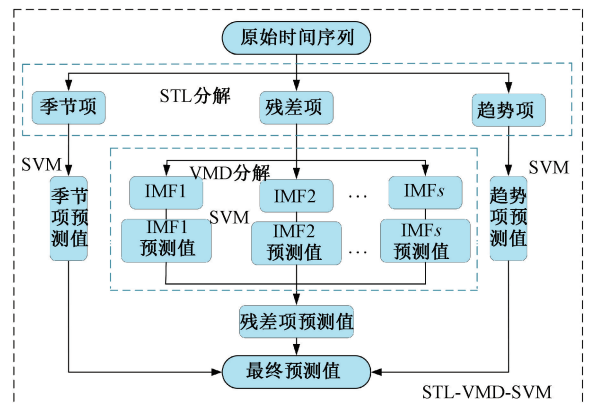 原始时间序列
STL分解
季节项
残差项
趋势项
SVM
VMD分解
SVM
IMF1
IMF2
…
IMFs
SVM
季节
项预
测值
IMF1
预测值
IMF2
预测值
…
IMFs
预测值
趋势
项预
测值
残差项预测值
最终预测值
STL-VMD-SVM